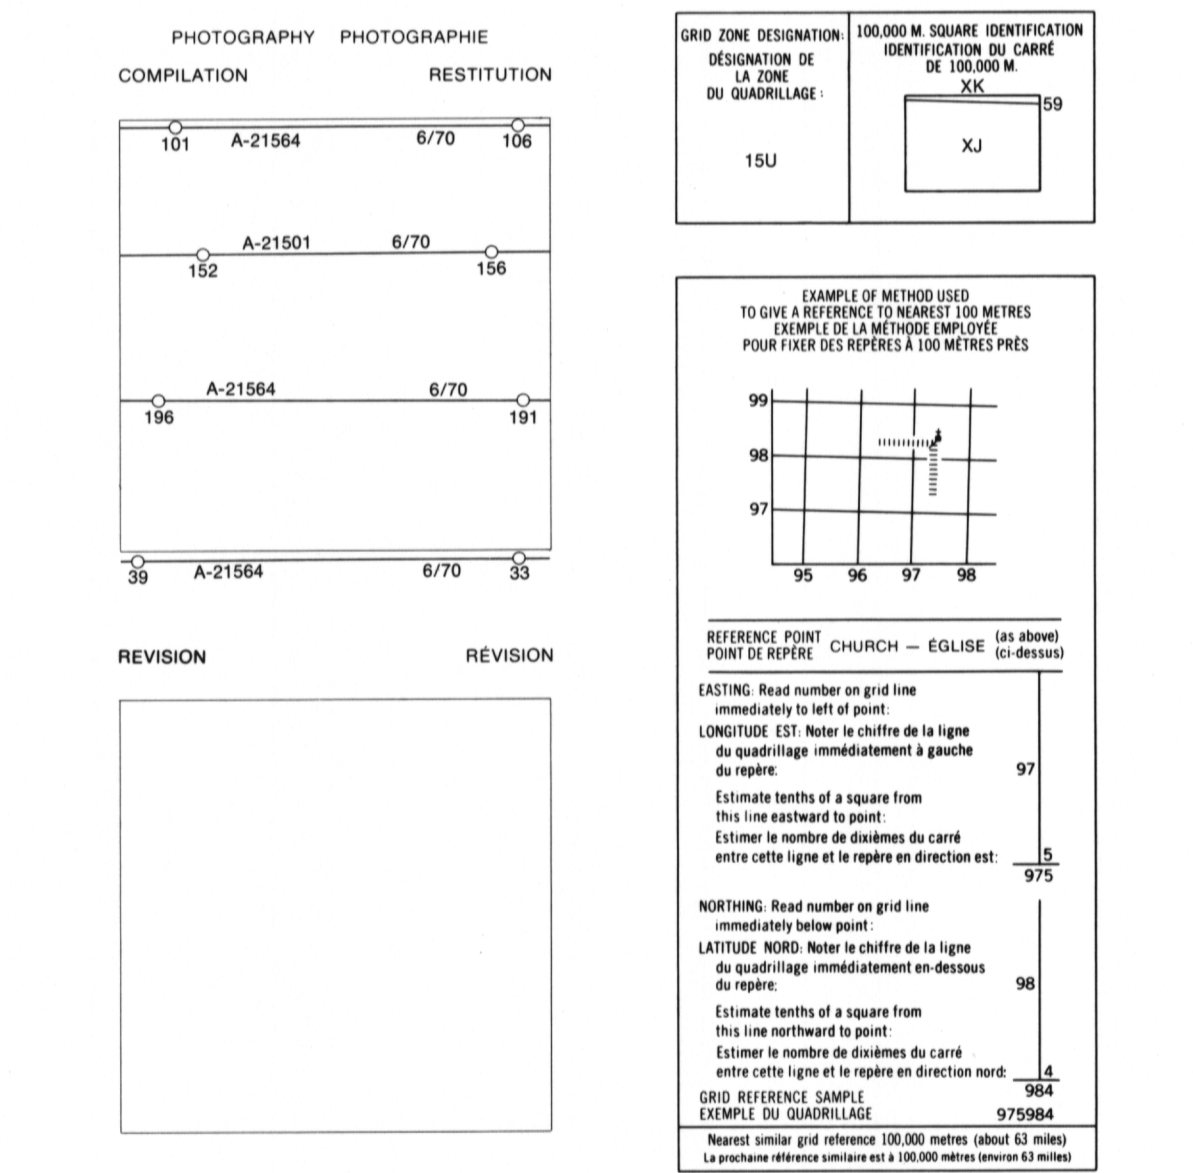 PHOTOGRAPHY PHOTOGRAPHIE
COMPILATION RESTITUTION
101 A-21564 6/70 106
A-21501 6/70
152 156
A-21564 6/70
196 191
39 A-21564 6/70 33
REVISION RÉVISION
GRID ZONE DESIGNATION:
DÉSIGNATION DE
LA ZONE
DU QUADRILLAGE :
15U
100,000 M. SQUARE IDENTIFICATION
IDENTIFICATION DU CARRÉ
DE 100,000 M.
XK
59
XJ
EXAMPLE OF METHOD USED
TO GIVE A REFERENCE TO NEAREST 100 METRES
EXEMPLE DE LA MÉTHODE EMPLOYÉE
POUR FIXER DES REPÈRES À 100 MÈTRES PRÈS
99
98
97
95 96 97 98
REFERENCE POINT
POINT DE REPÈRE
CHURCH — ÉGLISE
(as above)
(ci-dessus)
EASTING: Read number on grid line
immediately to left of point:
LONGITUDE EST: Noter le chiffre de la ligne
du quadrillage immédiatement à gauche
du repère: 97
Estimate tenths of a square from
this line eastward to point:
Estimer le nombre de dixièmes du carré
entre cette ligne et le repère en direction est: 5
975
NORTHING: Read number on grid line
immediately below point:
LATITUDE NORD: Noter le chiffre de la ligne
du quadrillage immédiatement en-dessous
du repère: 98
Estimate tenths of a square from
this line northward to point:
Estimer le nombre de dixièmes du carré
entre cette ligne et le repère en direction nord: 4
984
GRID REFERENCE SAMPLE
EXEMPLE DU QUADRILLAGE 975984
Nearest similar grid reference 100,000 metres (about 63 miles)
La prochaine référence similaire est à 100,000 mètres (environ 63 milles)